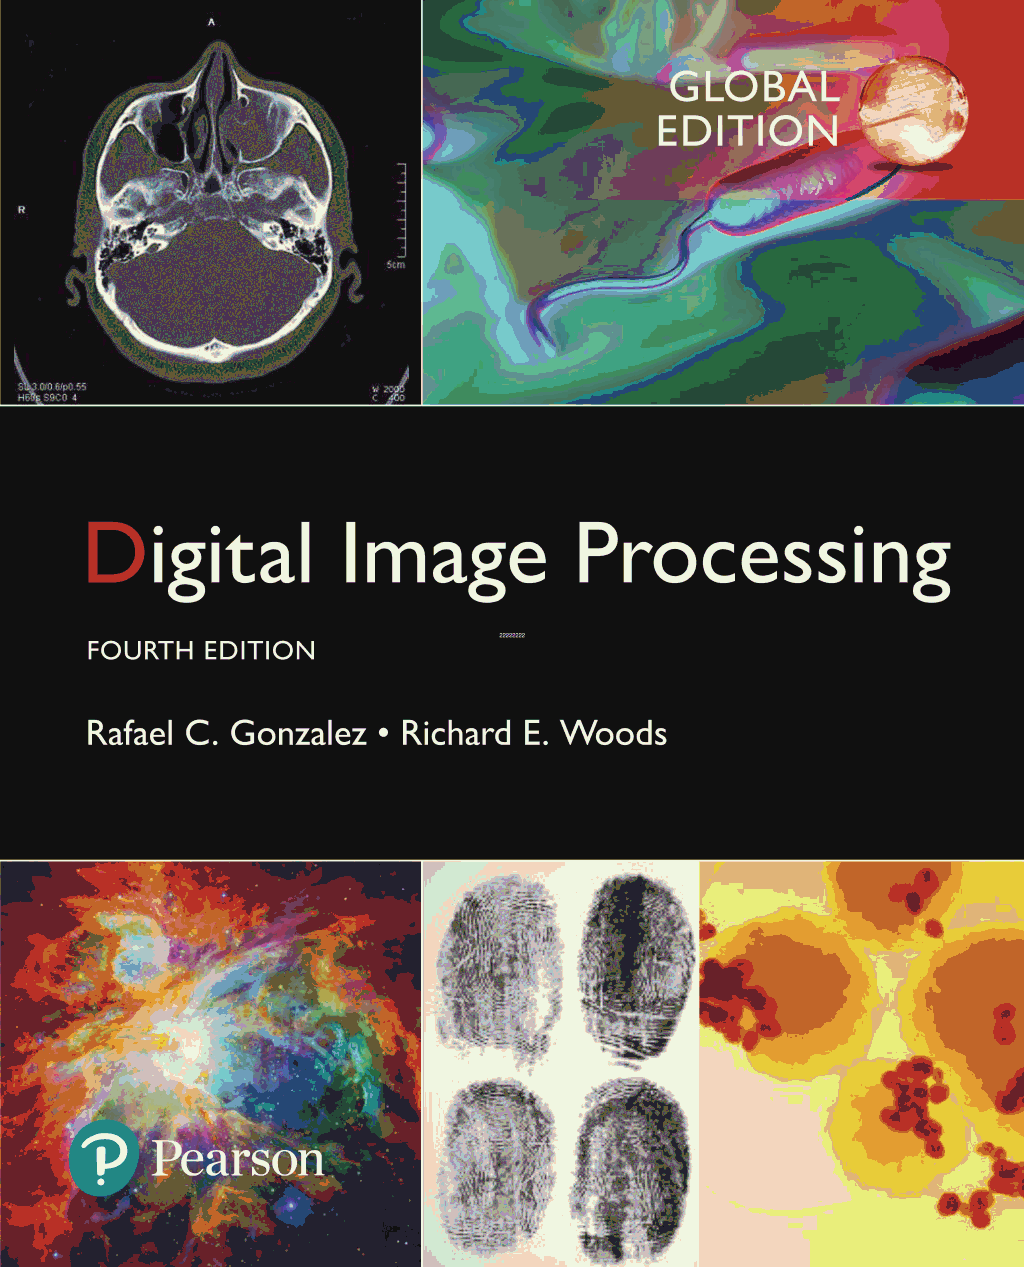 A
R
5cm
SL 3.0/0.6/p0.55
H60s S9C0 4
W 2000
C 400
GLOBAL
EDITION
Digital Image Processing
FOURTH EDITION
22222222
Rafael C. Gonzalez • Richard E. Woods
P Pearson